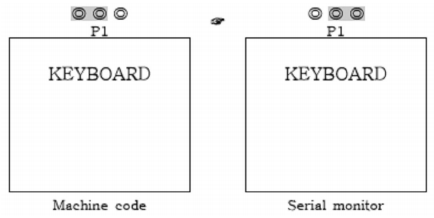 P1 P1
KEYBOARD KEYBOARD
Machine code Serial monitor